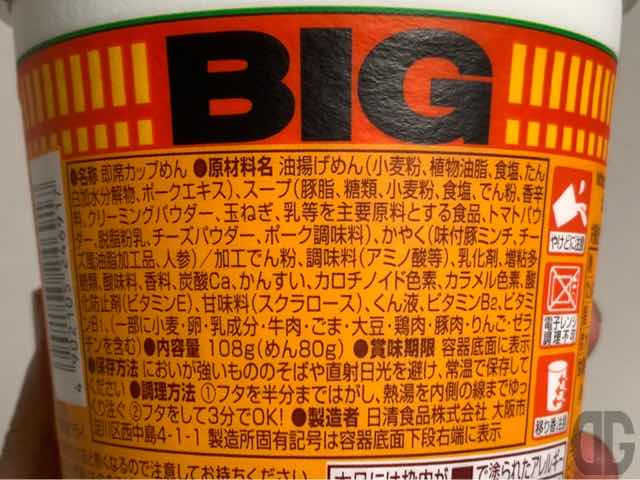 BIG
●名称 即席カップめん ●原材料名 油揚げめん(小麦粉、植物油脂、食塩、たん
白加水分解物、ポークエキス)、スープ(豚脂、糖類、小麦粉、食塩、でん粉、香辛
料、クリーミングパウダー、玉ねぎ、乳等を主要原料とする食品、トマトパウ
ダー、脱脂粉乳、チーズパウダー、ポーク調味料)、かやく(味付豚ミンチ、チー
ズ風油脂加工品、人参)/加工でん粉、調味料(アミノ酸等)、乳化剤、増粘多
糖類、酸味料、香料、炭酸Ca、かんすい、カロチノイド色素、カラメル色素、酸
化防止剤(ビタミンE)、甘味料(スクラロース)、くん液、ビタミンB2、ビタミ
ンB1、(一部に小麦・卵・乳成分・牛肉・ごま・大豆・鶏肉・豚肉・りんご・ゼラ
チンを含む) ●内容量 108g(めん80g) ●賞味期限 容器底面に表示
●保存方法 においが強いもののそばや直射日光を避け、常温で保存して
ください ●調理方法 ①フタを半分まではがし、熱湯を内側の線までゆっ
くり注ぐ ②フタをして3分でOK! ●製造者 日清食品株式会社 大阪市
淀川区西中島4-1-1 製造所固有記号は容器底面下段右端に表示
やけどに注意
電子レンジ
調理不可
移り香注意
熱くなるので注意してお持ちください
で塗られたアレルギー
DG